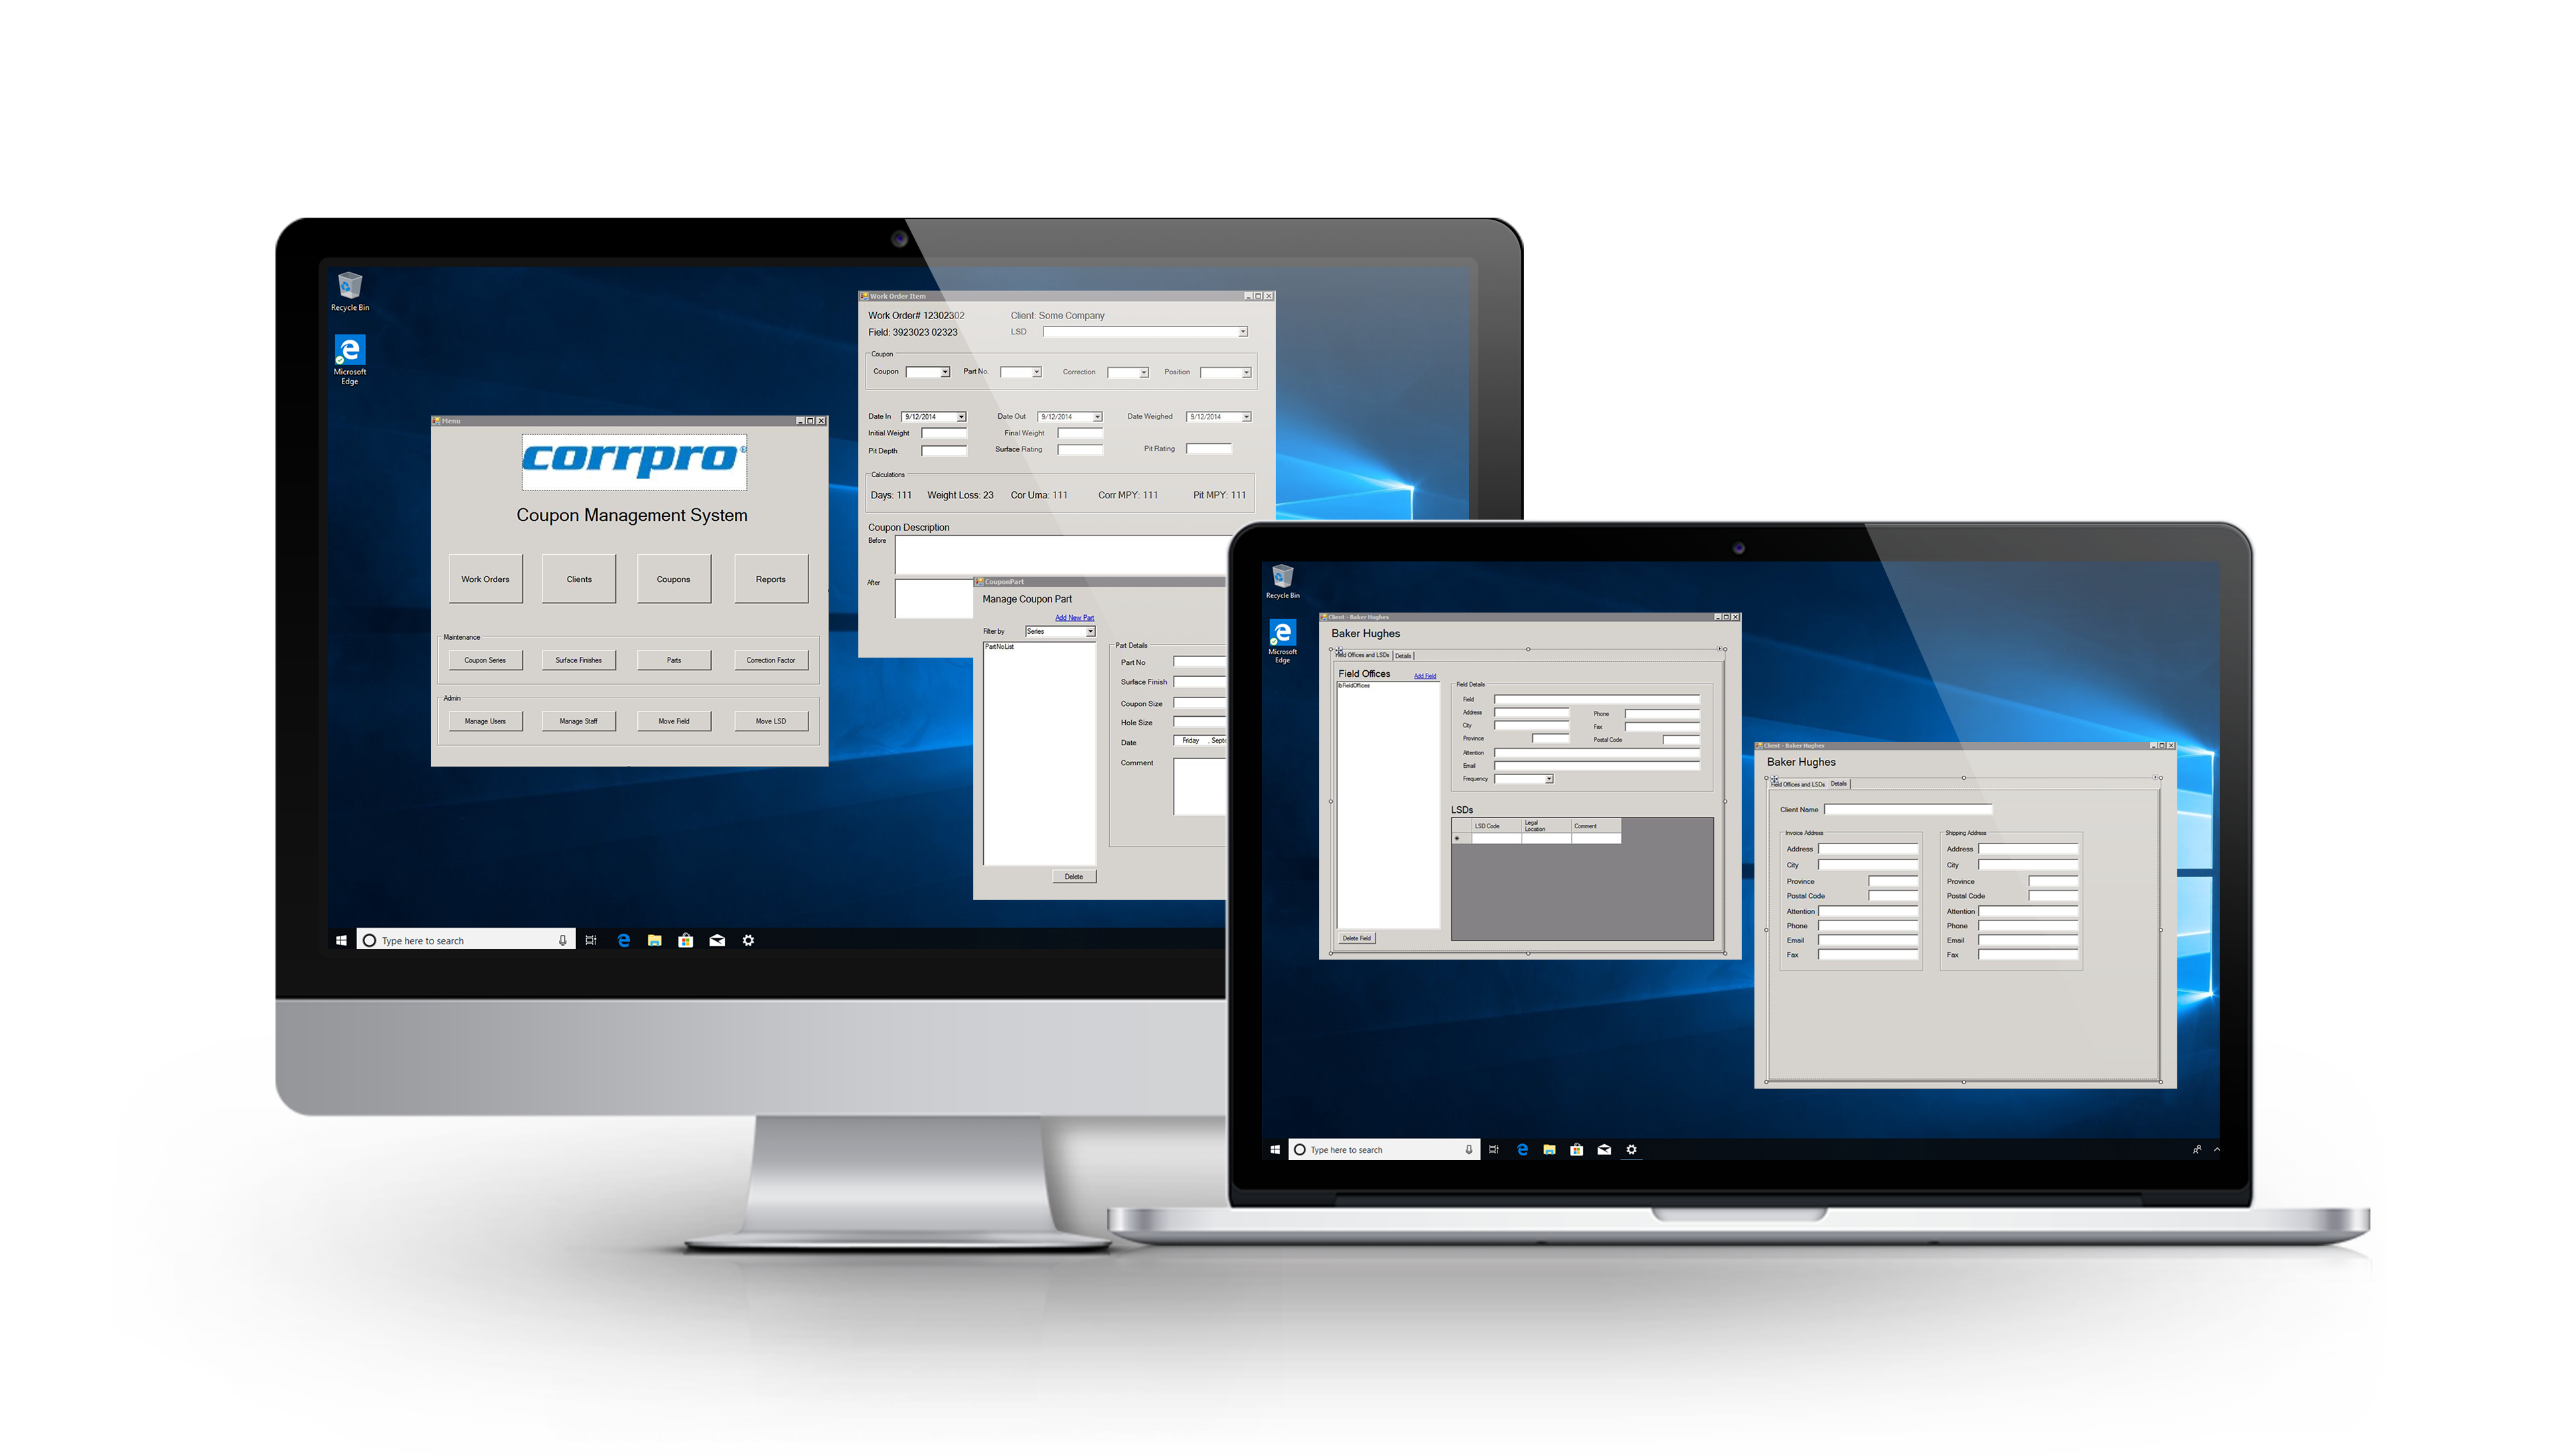 Recycle Bin
Microsoft
Edge
Menu
corrpro®
Coupon Management System
Work Orders Clients Coupons Reports
Maintenance
Coupon Series Surface Finishes Parts Correction Factor
Admin
Manage Users Manage Staff Move Field Move LSD
Work Order Item
Work Order# 12302302 Client: Some Company
Field: 3923023 02323 LSD
Coupon
Coupon Part No. Correction Position
Date In 9/12/2014 Date Out 9/12/2014 Date Weighed 9/12/2014
Initial Weight Final Weight
Pit Depth Surface Rating Pit Rating
Calculations
Days: 111 Weight Loss: 23 Cor Uma: 111 Corr MPY: 111 Pit MPY: 111
Coupon Description
Before
After
CouponPart
Manage Coupon Part
Add New Part
Filter by Series
PartNoList
Part Details
Part No
Surface Finish
Coupon Size
Hole Size
Date Friday , Septe
Comment
Delete
Type here to search
Recycle Bin
Microsoft
Edge
Client - Baker Hughes
Baker Hughes
Field Offices and LSDs Details
Field Offices Add Field
lbFieldOffices
Field Details
Field
Address Phone
City Fax
Province Postal Code
Attention
Email
Frequency
LSDs
LSD Code Legal Location Comment
Delete Field
Client - Baker Hughes
Baker Hughes
Field Offices and LSDs Details
Client Name
Invoice Address Shipping Address
Address Address
City City
Province Province
Postal Code Postal Code
Attention Attention
Phone Phone
Email Email
Fax Fax
Type here to search